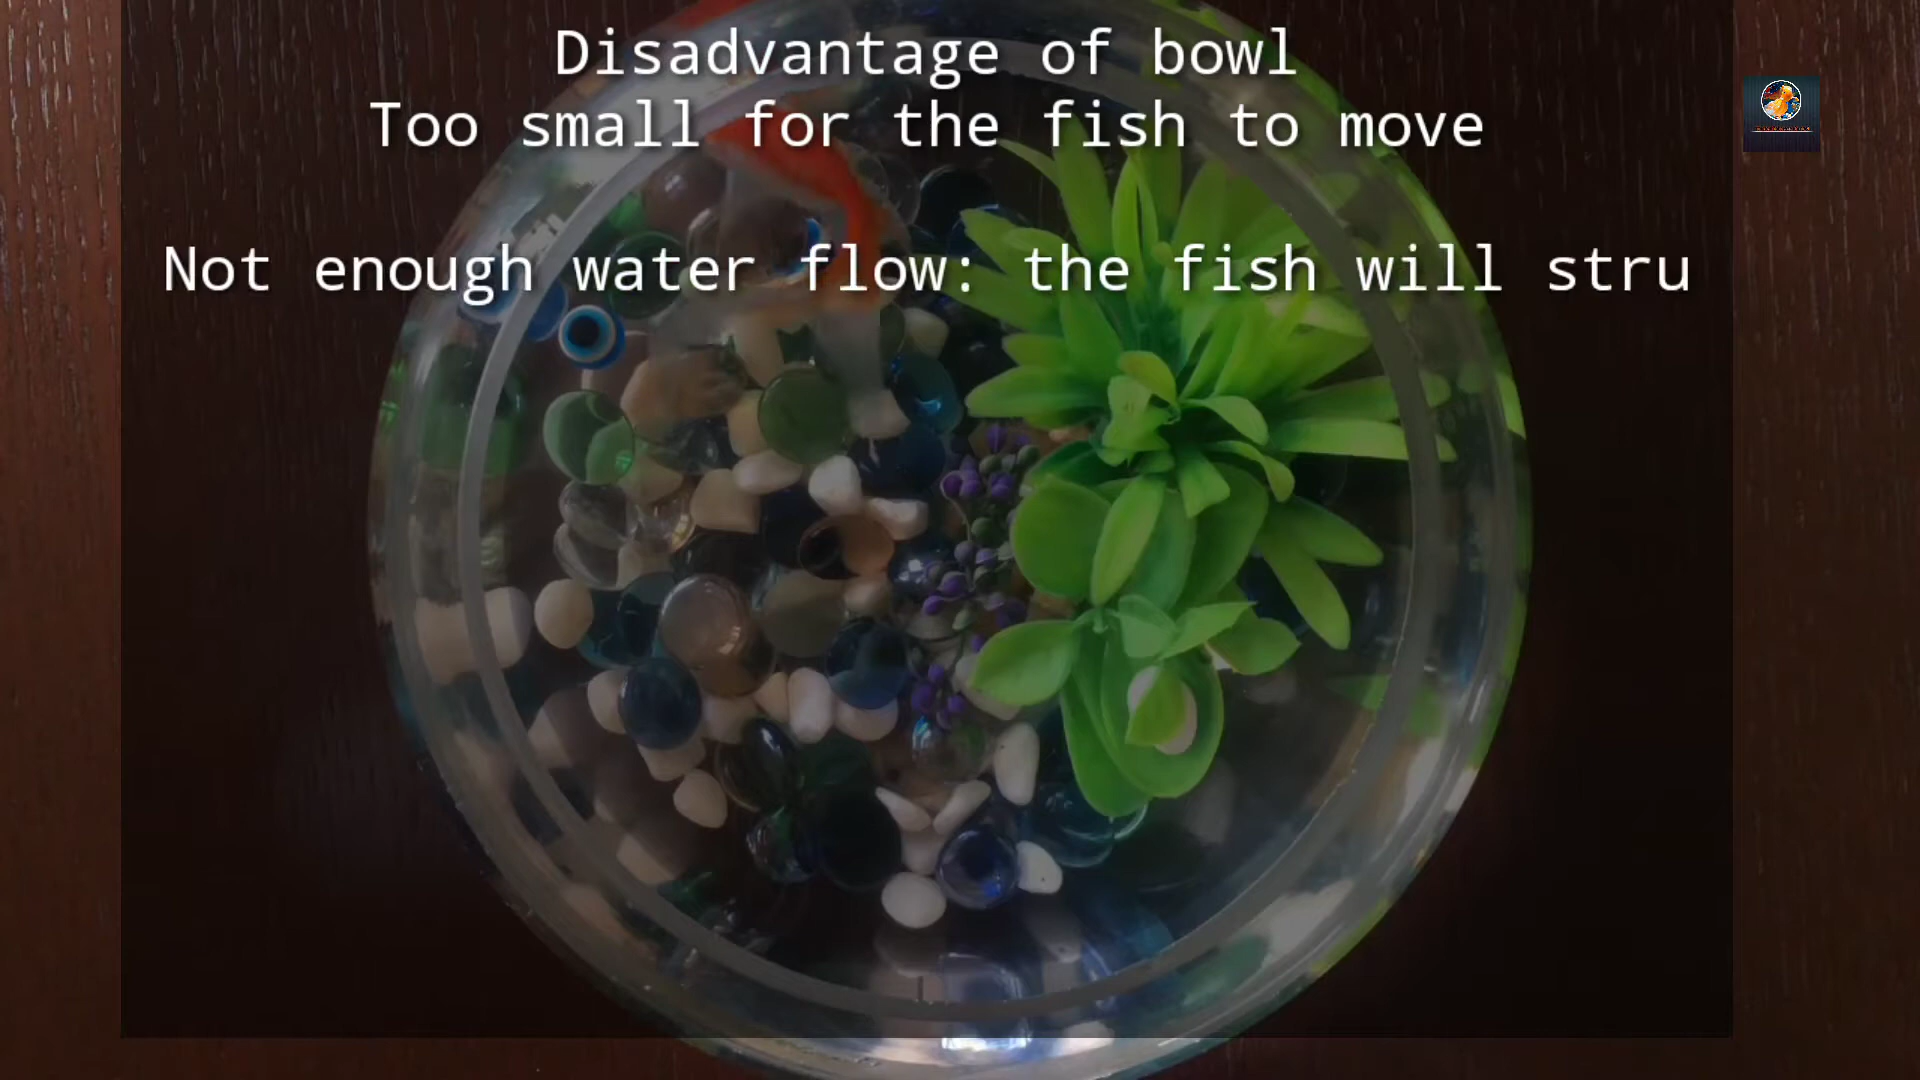 Disadvantage of bowl
Too small for the fish to move
Not enough water flow: the fish will stru